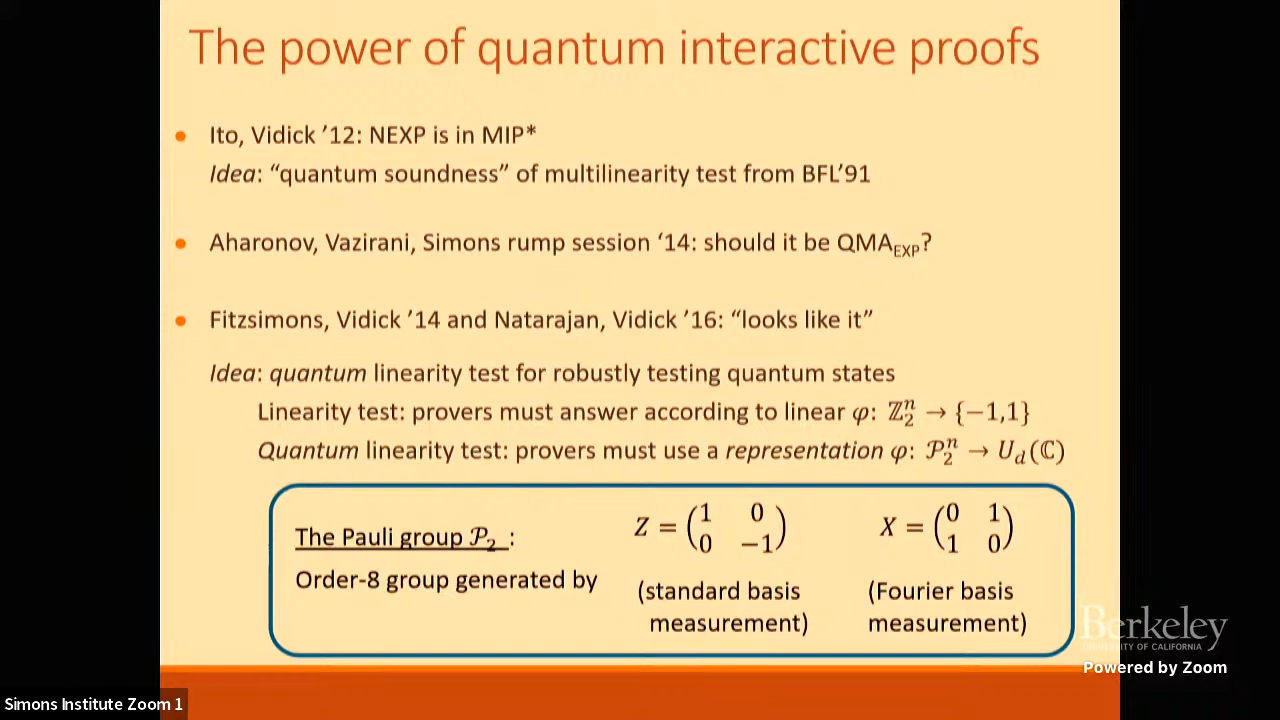 The power of quantum interactive proofs
• Ito, Vidick ’12: NEXP is in MIP*
Idea: “quantum soundness” of multilinearity test from BFL’91
• Aharonov, Vazirani, Simons rump session ‘14: should it be QMA_EXP?
• Fitzsimons, Vidick ’14 and Natarajan, Vidick ’16: “looks like it”
Idea: quantum linearity test for robustly testing quantum states
Linearity test: provers must answer according to linear φ: ℤ₂ⁿ → {−1,1}
Quantum linearity test: provers must use a representation φ: 𝒫₂ⁿ → U_d(ℂ)
The Pauli group 𝒫₂ :
Order-8 group generated by
Z = (1 0
0 −1)
(standard basis
measurement)
X = (0 1
1 0)
(Fourier basis
measurement)
Berkeley
UNIVERSITY OF CALIFORNIA
Powered by Zoom
Simons Institute Zoom 1